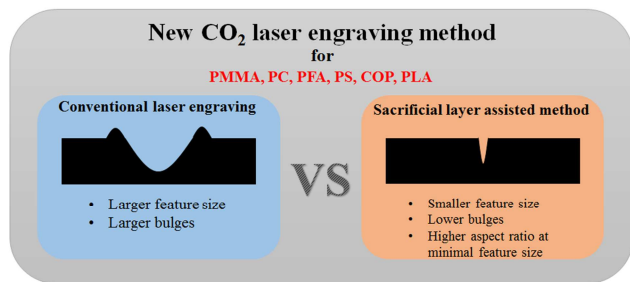 New CO₂ laser engraving method
for
PMMA, PC, PFA, PS, COP, PLA
Conventional laser engraving
• Larger feature size
• Larger bulges
VS
Sacrificial layer assisted method
• Smaller feature size
• Lower bulges
• Higher aspect ratio at
minimal feature size